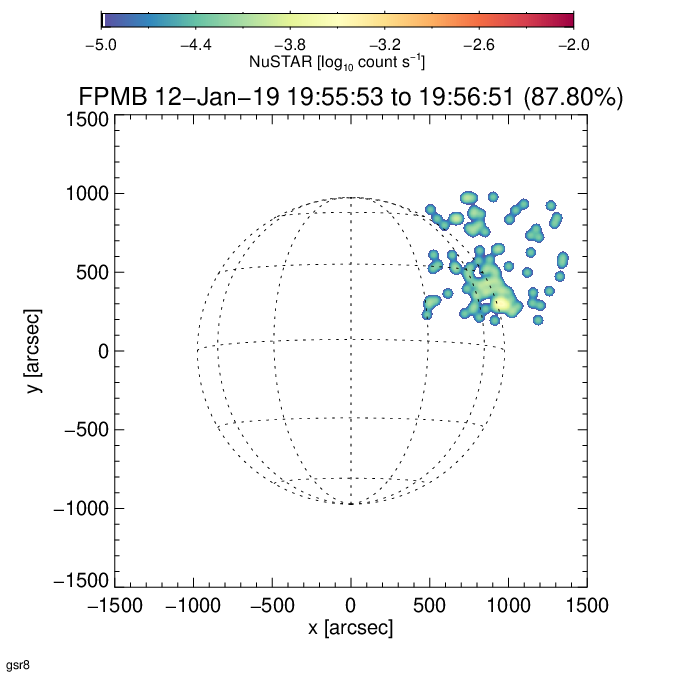 −5.0 −4.4 −3.8 −3.2 −2.6 −2.0
NuSTAR [log10 count s−1]
FPMB 12−Jan−19 19:55:53 to 19:56:51 (87.80%)
1500
1000
500
0
−500
−1000
−1500
y [arcsec]
−1500 −1000 −500 0 500 1000 1500
x [arcsec]
gsr8